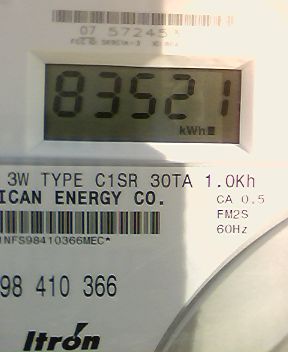 07 57245
83521
kWh
3W TYPE C1SR 30TA 1.0Kh
ICAN ENERGY CO.
CA 0.5
FM2S
60Hz
1NFS98410366MEC*
98 410 366
Itron